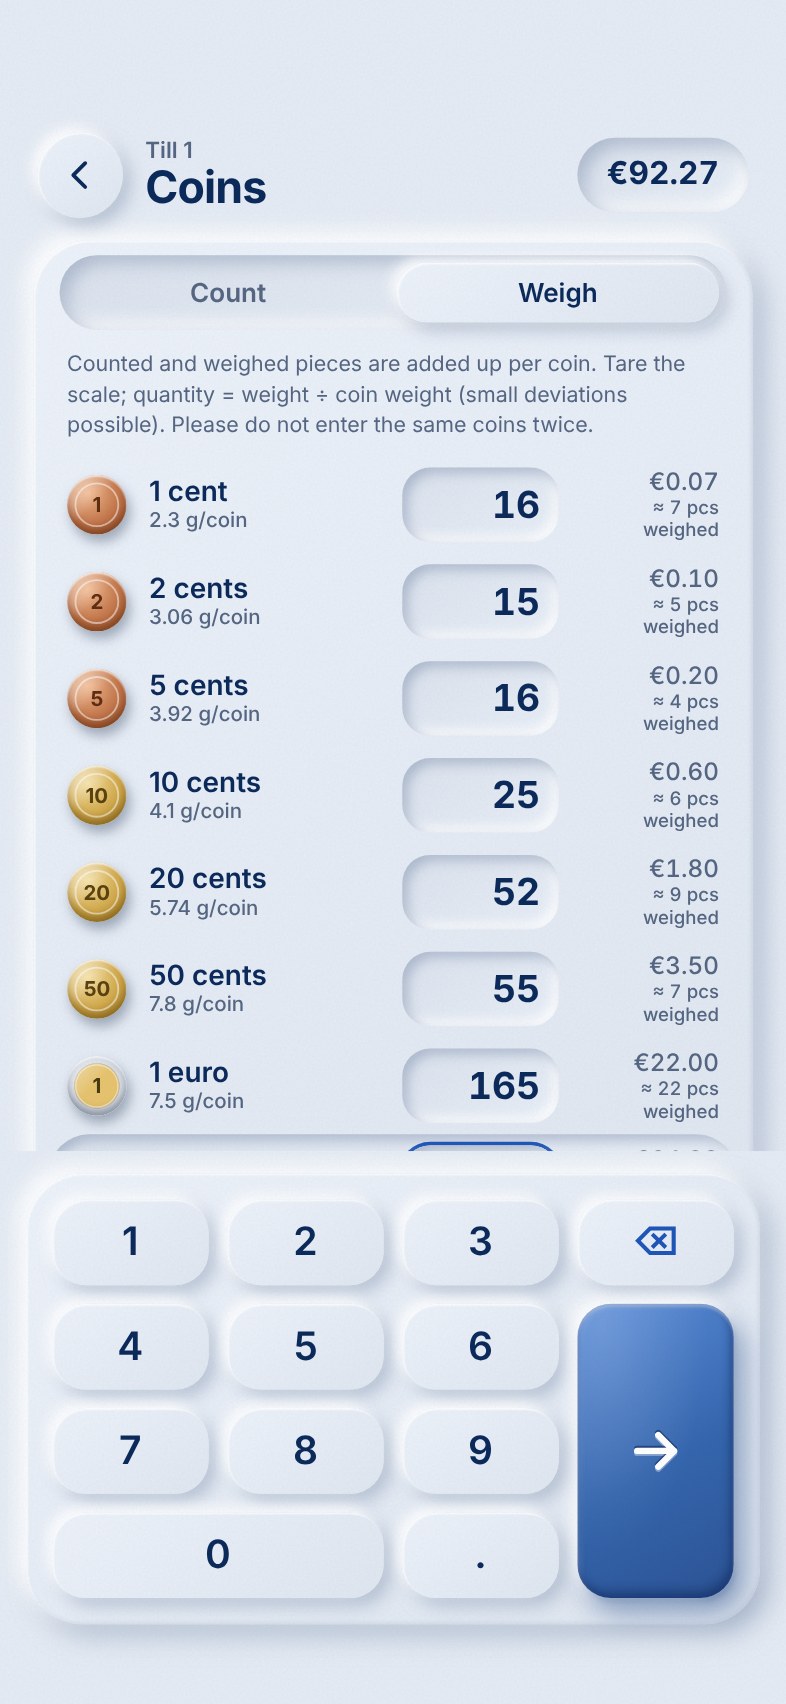 Till 1
Coins
€92.27
Count
Weigh
Counted and weighed pieces are added up per coin. Tare the
scale; quantity = weight ÷ coin weight (small deviations
possible). Please do not enter the same coins twice.
1
1 cent
2.3 g/coin
16
€0.07
≈ 7 pcs
weighed
2
2 cents
3.06 g/coin
15
€0.10
≈ 5 pcs
weighed
5
5 cents
3.92 g/coin
16
€0.20
≈ 4 pcs
weighed
10
10 cents
4.1 g/coin
25
€0.60
≈ 6 pcs
weighed
20
20 cents
5.74 g/coin
52
€1.80
≈ 9 pcs
weighed
50
50 cents
7.8 g/coin
55
€3.50
≈ 7 pcs
weighed
1
1 euro
7.5 g/coin
165
€22.00
≈ 22 pcs
weighed
1
2
3
4
5
6
7
8
9
0
.